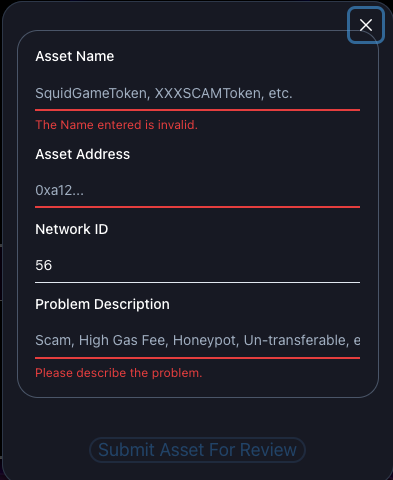 Asset Name
SquidGameToken, XXXSCAMToken, etc.
The Name entered is invalid.
Asset Address
0xa12...
Network ID
56
Problem Description
Scam, High Gas Fee, Honeypot, Un-transferable, e
Please describe the problem.
Submit Asset For Review